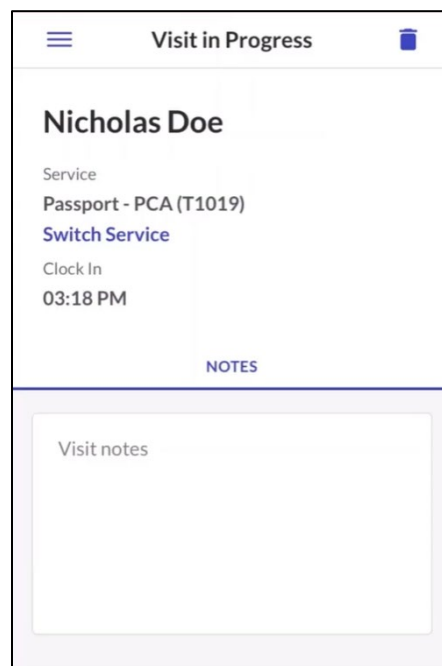 Visit in Progress
Nicholas Doe
Service
Passport - PCA (T1019)
Switch Service
Clock In
03:18 PM
NOTES
Visit notes